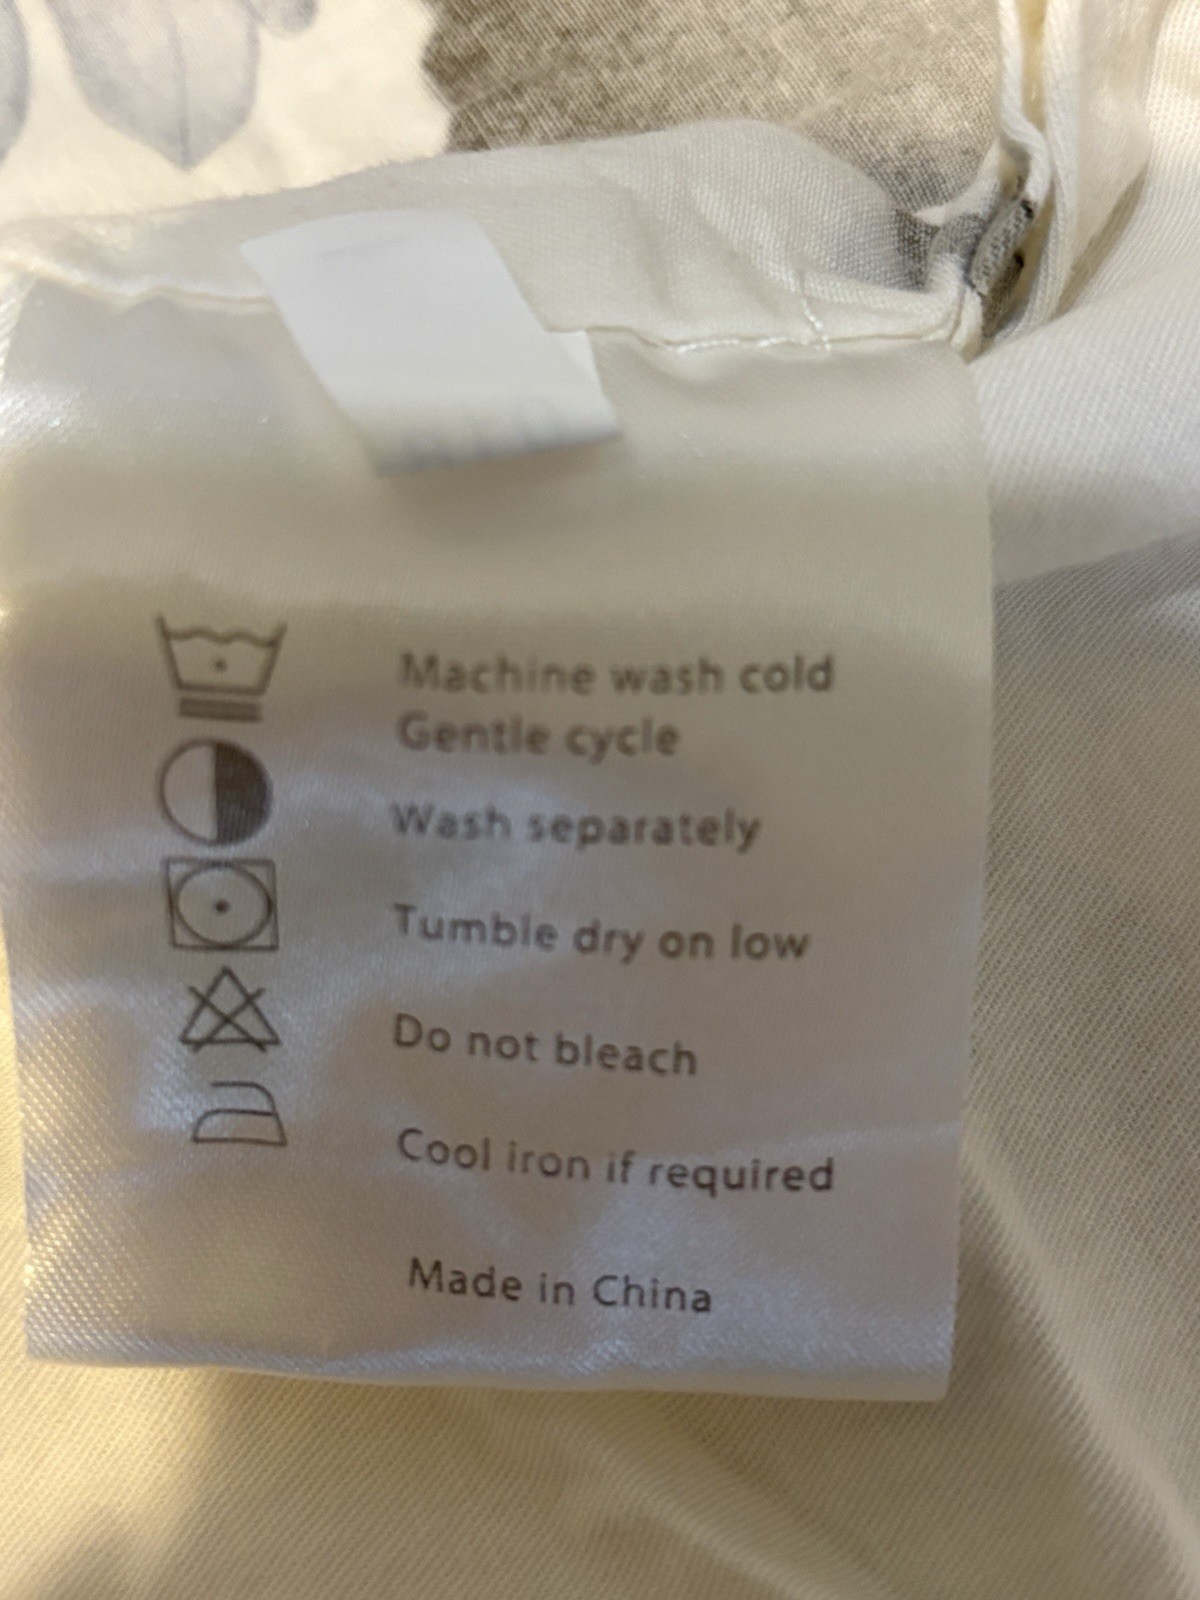 Machine wash cold
Gentle cycle
Wash separately
Tumble dry on low
Do not bleach
Cool iron if required
Made in China